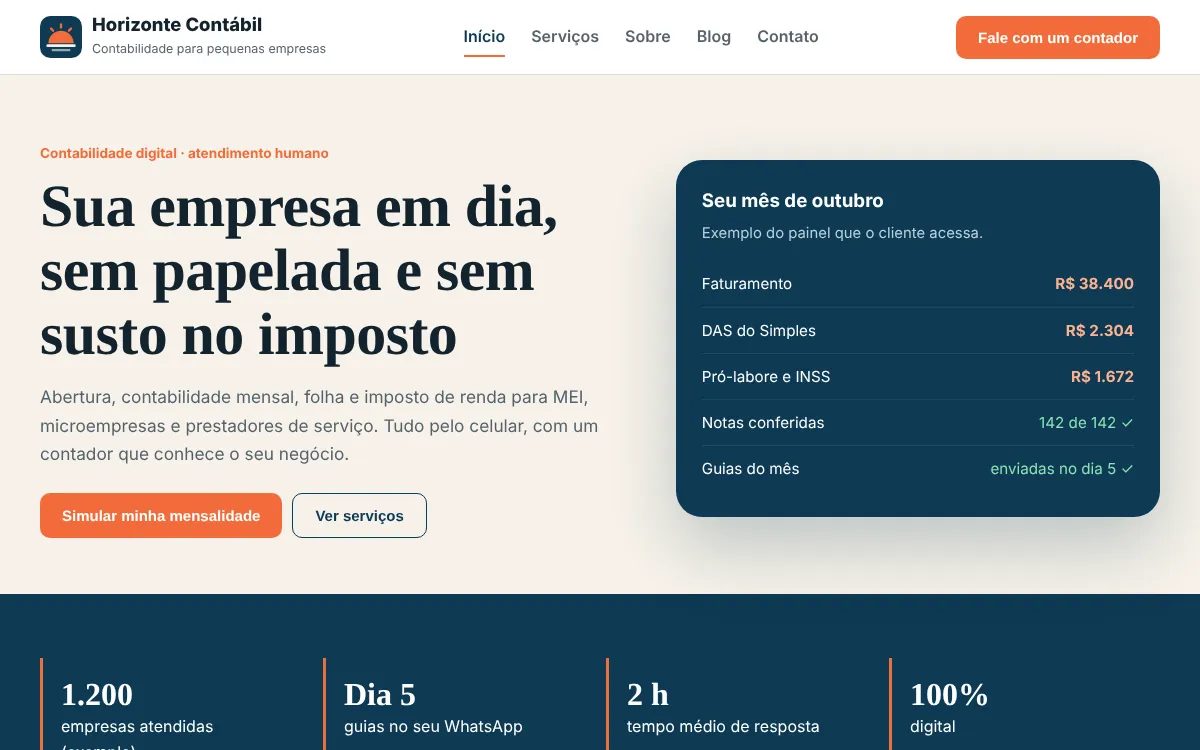 Horizonte Contábil
Contabilidade para pequenas empresas
Início
Serviços
Sobre
Blog
Contato
Fale com um contador
Contabilidade digital · atendimento humano
Sua empresa em dia,
sem papelada e sem
susto no imposto
Abertura, contabilidade mensal, folha e imposto de renda para MEI,
microempresas e prestadores de serviço. Tudo pelo celular, com um
contador que conhece o seu negócio.
Simular minha mensalidade
Ver serviços
Seu mês de outubro
Exemplo do painel que o cliente acessa.
Faturamento R$ 38.400
DAS do Simples R$ 2.304
Pró-labore e INSS R$ 1.672
Notas conferidas 142 de 142 ✓
Guias do mês enviadas no dia 5 ✓
1.200
empresas atendidas
(exemplo)
Dia 5
guias no seu WhatsApp
2 h
tempo médio de resposta
100%
digital